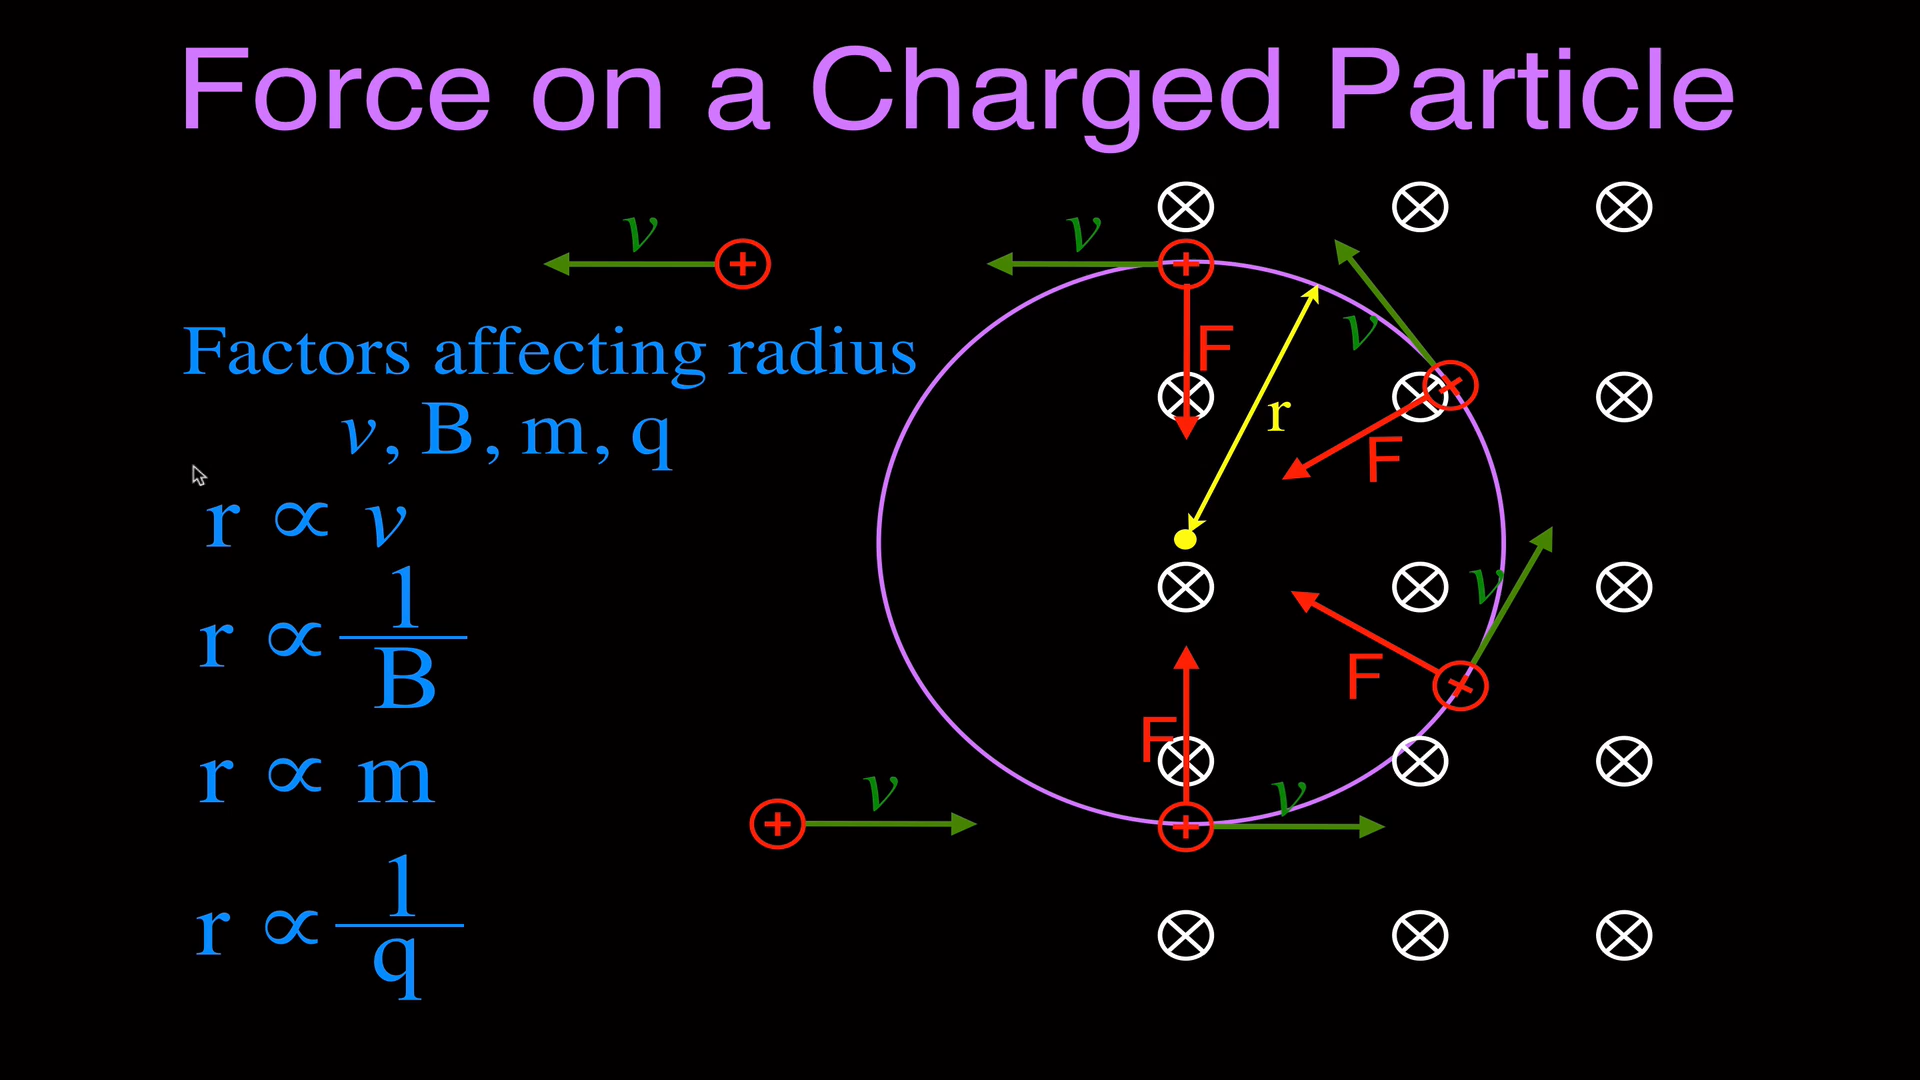 Force on a Charged Particle
v
v
Factors affecting radius
v, B, m, q
r ∝ v
r ∝ 1/B
r ∝ m
r ∝ 1/q
F
v
r
F
v
F
F
v
v